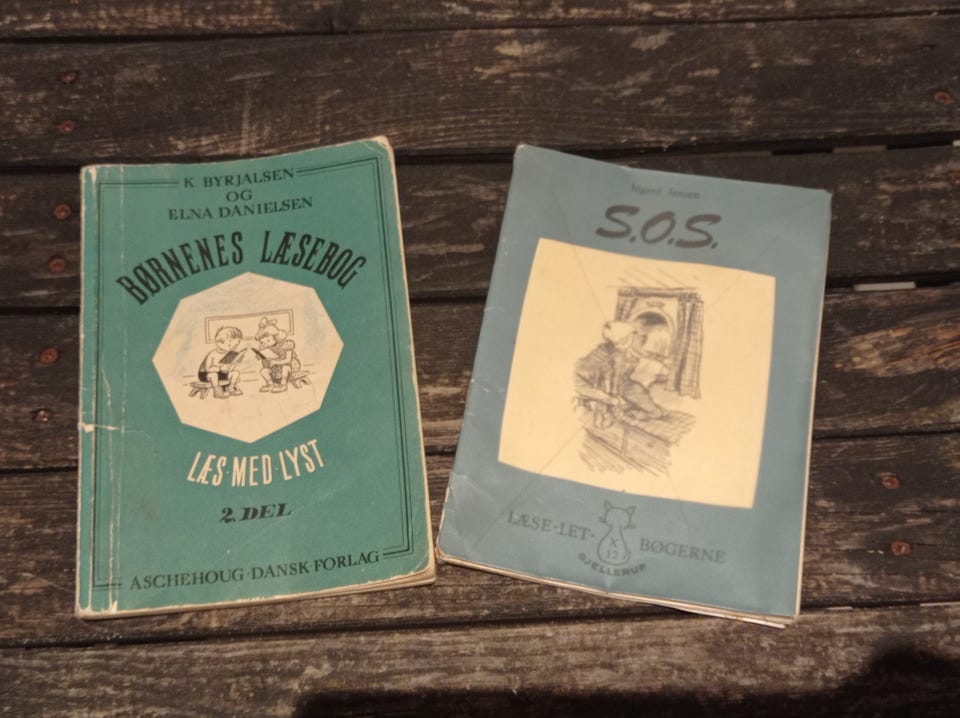 K. BYRJALSEN
OG
ELNA DANIELSEN
BØRNENES LÆSEBOG
LÆS·MED·LYST
2. DEL
ASCHEHOUG·DANSK·FORLAG
Ingerd Jensen
S.O.S.
LÆSE-LET-
BØGERNE
X
12
GJELLERUP